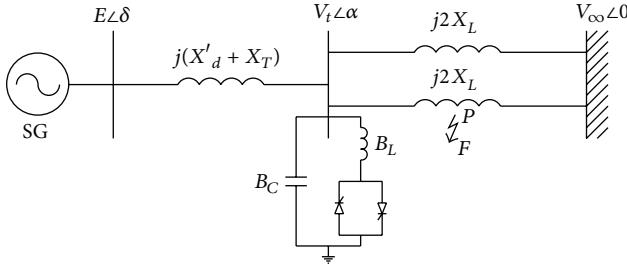 E∠δ
V_t∠α
V_∞∠0
j(X'_d + X_T)
j2X_L
j2X_L
SG
P
F
B_L
B_C